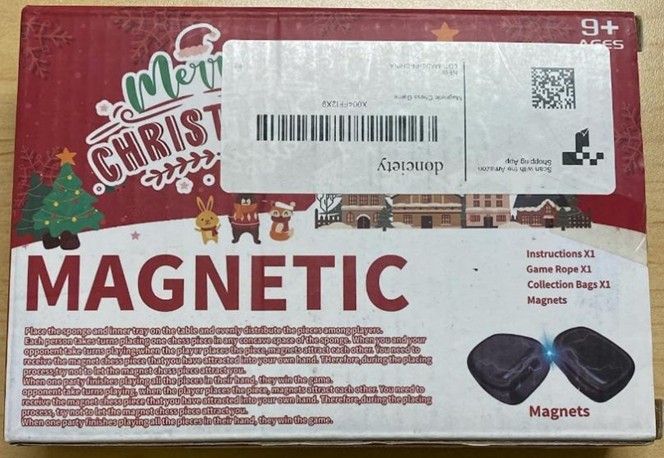 Merr
CHRIST
9+
AGES
Magnetic Chess Game
donciety
Scan with the Amazon
Shopping App
MAGNETIC
Instructions X1
Game Rope X1
Collection Bags X1
Magnets
Place the sponge and inner tray on the table and evenly distribute the pieces among players.
Each person takes turns placing one chess piece in any concave space of the sponge. When you and your
opponent take turns playing, when the player places the piece, magnets attract each other. You need to
receive the magnet chess piece that you have attracted into your own hand. Therefore, during the placing
process, try not to let the magnet chess piece attract you.
When one party finishes playing all the pieces in their hand, they win the game.
opponent take turns playing, when the player places the piece, magnets attract each other. You need to
receive the magnet chess piece that you have attracted into your own hand. Therefore, during the placing
process, try not to let the magnet chess piece attract you.
When one party finishes playing all the pieces in their hand, they win the game.
Magnets